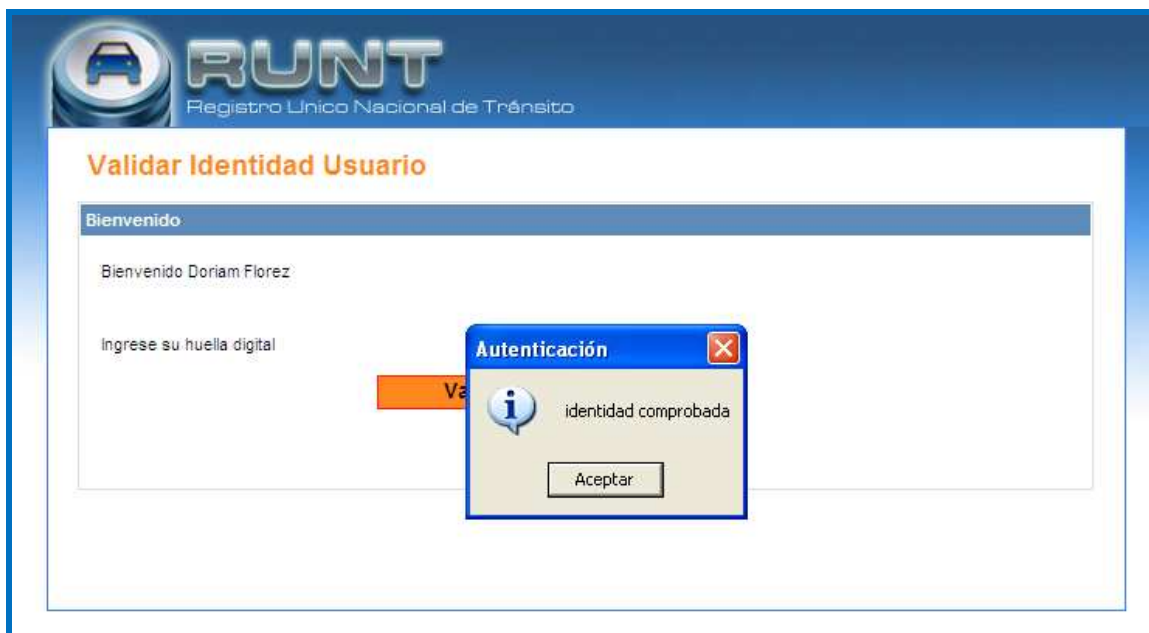 RUNT
Registro Unico Nacional de Tránsito
Validar Identidad Usuario
Bienvenido
Bienvenido Doriam Florez
Ingrese su huella digital
Autenticación
identidad comprobada
Aceptar